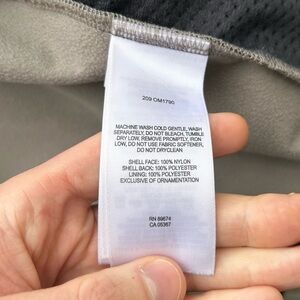 209 OM1790
MACHINE WASH COLD GENTLE, WASH
SEPARATELY, DO NOT BLEACH, TUMBLE
DRY LOW, REMOVE PROMPTLY, IRON
LOW, DO NOT USE FABRIC SOFTENER,
DO NOT DRYCLEAN
SHELL FACE: 100% NYLON
SHELL BACK: 100% POLYESTER
LINING: 100% POLYESTER
EXCLUSIVE OF ORNAMENTATION
RN 89674
CA 05367